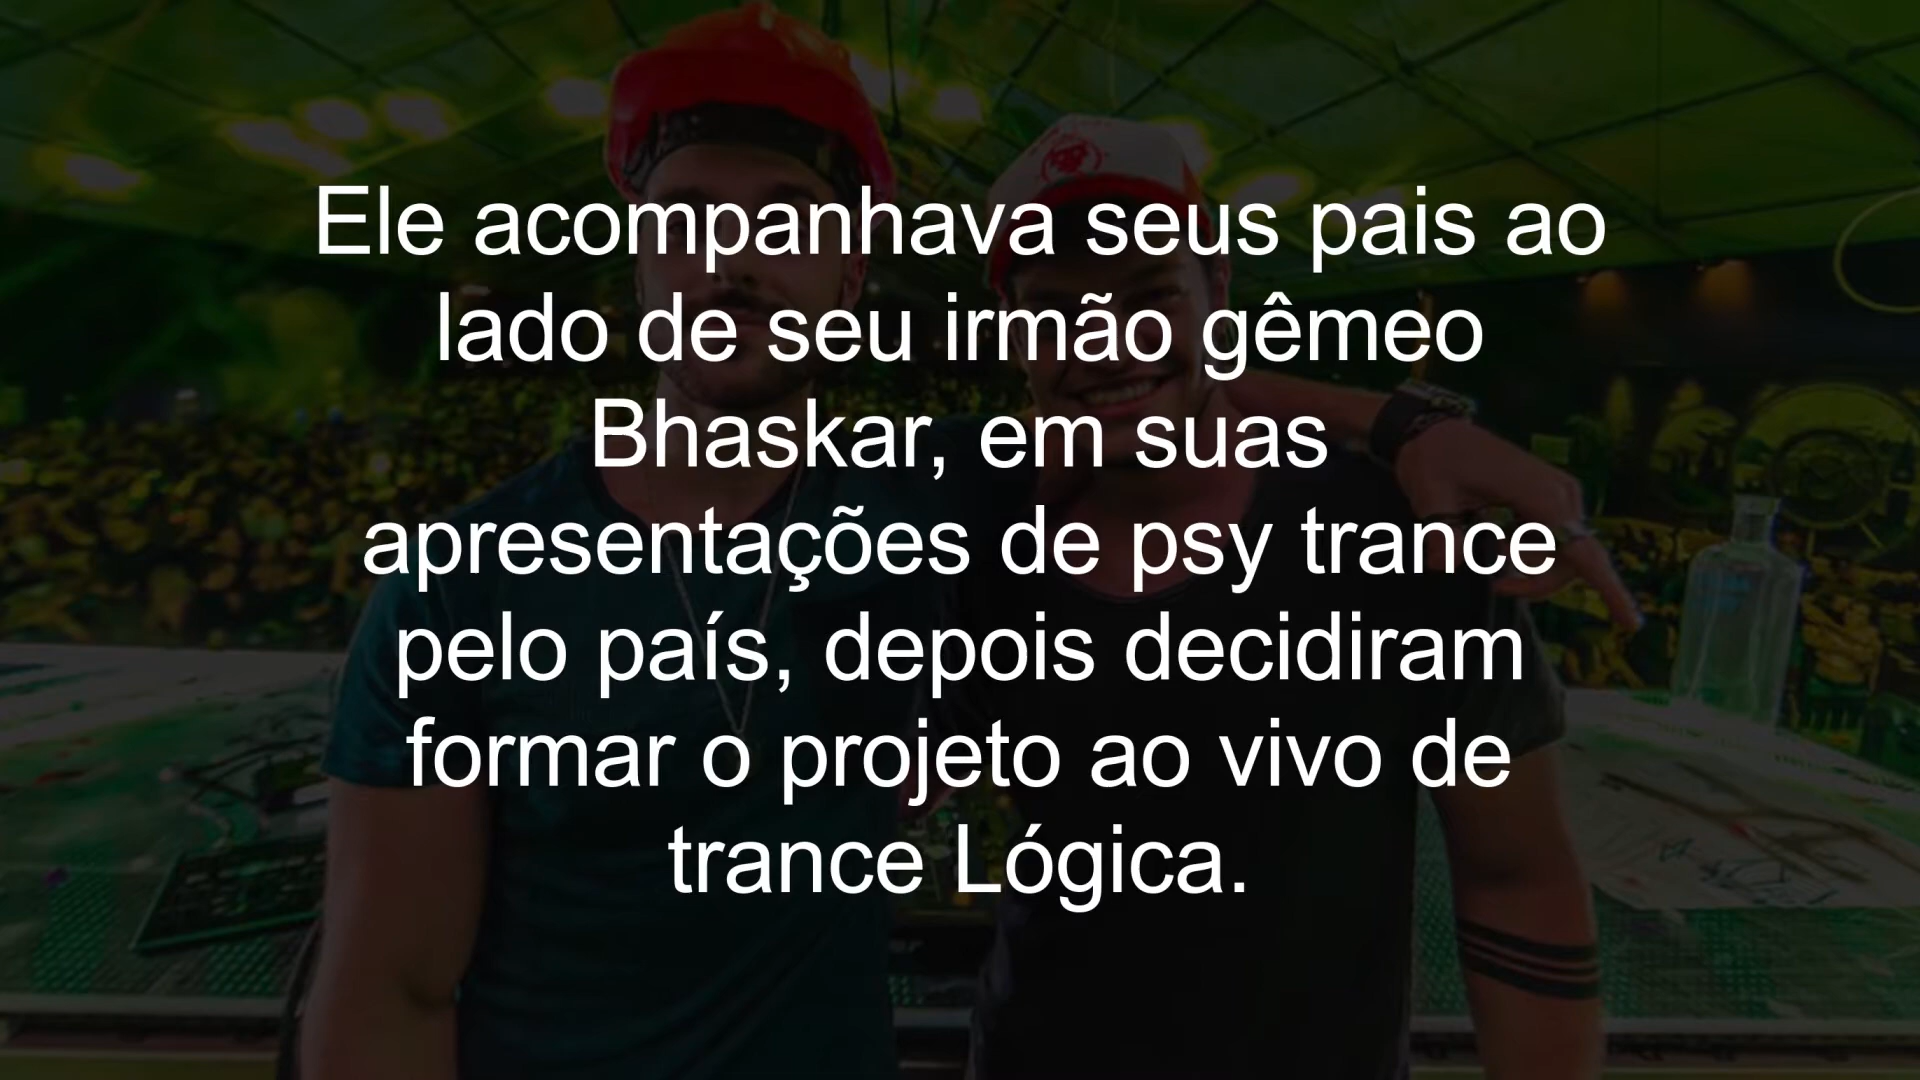 Ele acompanhava seus pais ao
lado de seu irmão gêmeo
Bhaskar, em suas
apresentações de psy trance
pelo país, depois decidiram
formar o projeto ao vivo de
trance Lógica.